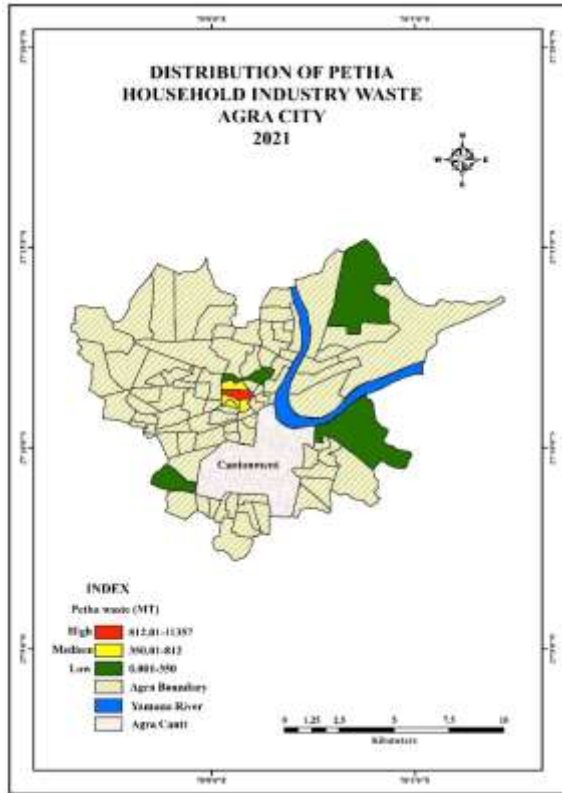 DISTRIBUTION OF PETHA
HOUSEHOLD INDUSTRY WASTE
AGRA CITY
2021
N
W E
S
Cantonment
INDEX
Petha waste (MT)
High 812.01-11357
Medium 350.01-812
Low 0.001-350
Agra Boundary
Yamuna River
Agra Cantt
0 1.25 2.5 5 7.5 10
Kilometers